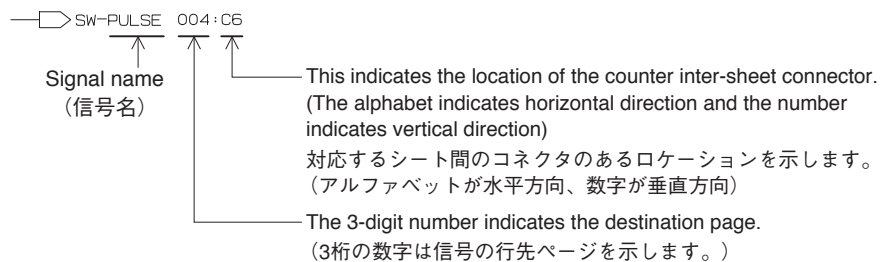 SW-PULSE 004:C6
Signal name
（信号名）
This indicates the location of the counter inter-sheet connector.
(The alphabet indicates horizontal direction and the number
indicates vertical direction)
対応するシート間のコネクタのあるロケーションを示します。
（アルファベットが水平方向、数字が垂直方向）
The 3-digit number indicates the destination page.
（3桁の数字は信号の行先ページを示します。）